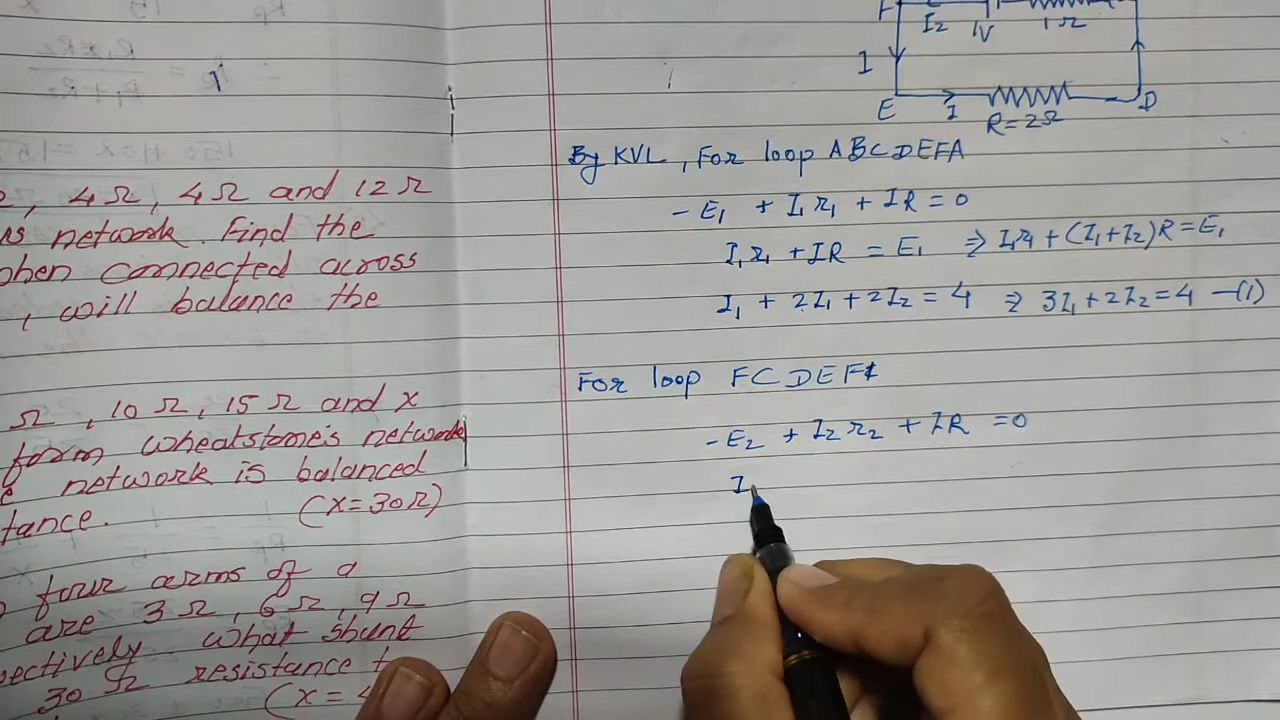 4Ω, 4Ω and 12Ω
network. Find the
when connected across
, will balance the
Ω, 10Ω, 15Ω and x
form wheatstone's network
network is balanced
tance. (x=30Ω)
four arms of a
are 3Ω, 6Ω, 9Ω
pectively. What shunt
30Ω resistance t
(x =
I₂ 1V 1Ω
I
E I R=2Ω D
By KVL, For loop ABCDEFA
- E₁ + I₁r₁ + IR = 0
I₁r₁ + IR = E₁ ⇒ I₁r₁ + (I₁+I₂)R = E₁
I₁ + 2I₁ + 2I₂ = 4 ⇒ 3I₁ + 2I₂ = 4 —(1)
For loop FCDEF
- E₂ + I₂r₂ + IR = 0
I